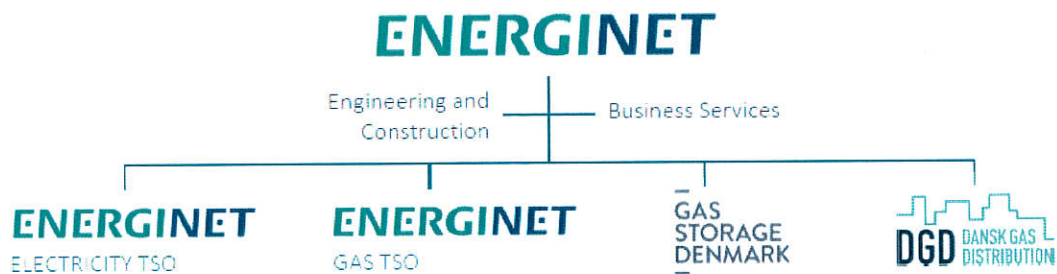 ENERGINET
Engineering and
Construction
Business Services
ENERGINET
ELECTRICITY TSO
ENERGINET
GAS TSO
GAS
STORAGE
DENMARK
DGD
DANSK GAS
DISTRIBUTION